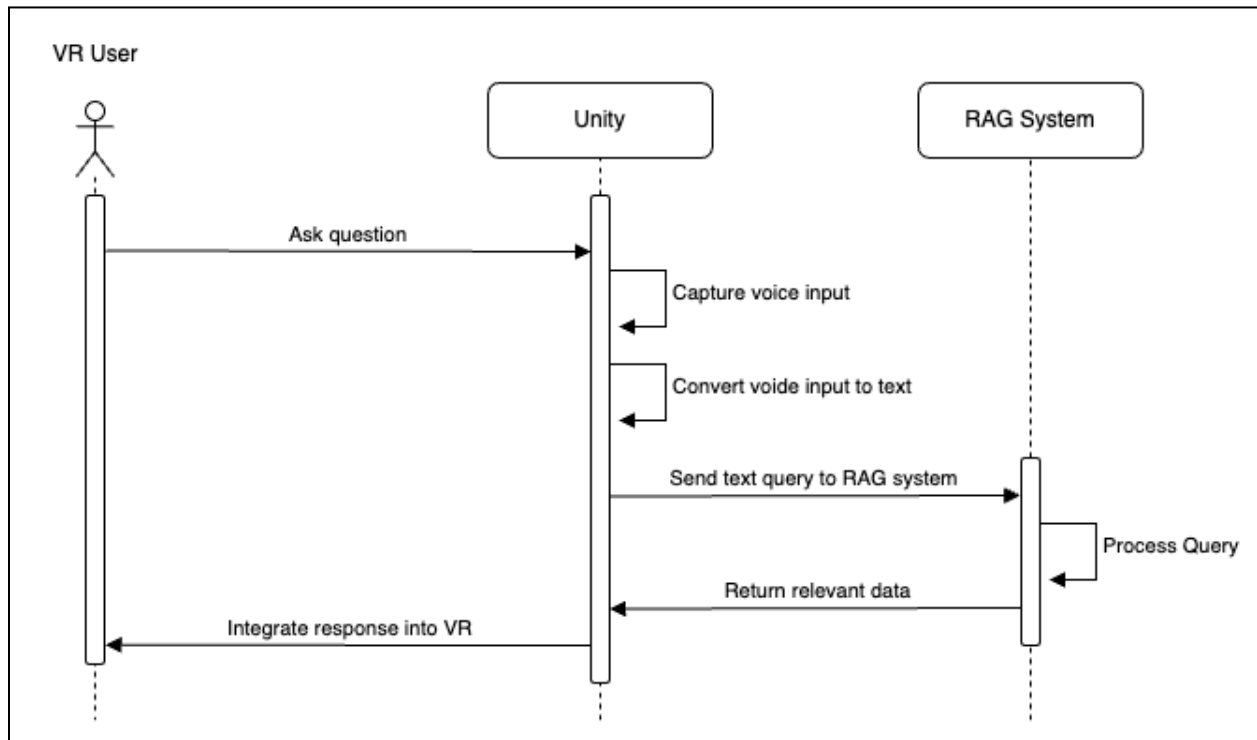 VR User
Unity
RAG System
Ask question
Capture voice input
Convert voide input to text
Send text query to RAG system
Process Query
Return relevant data
Integrate response into VR